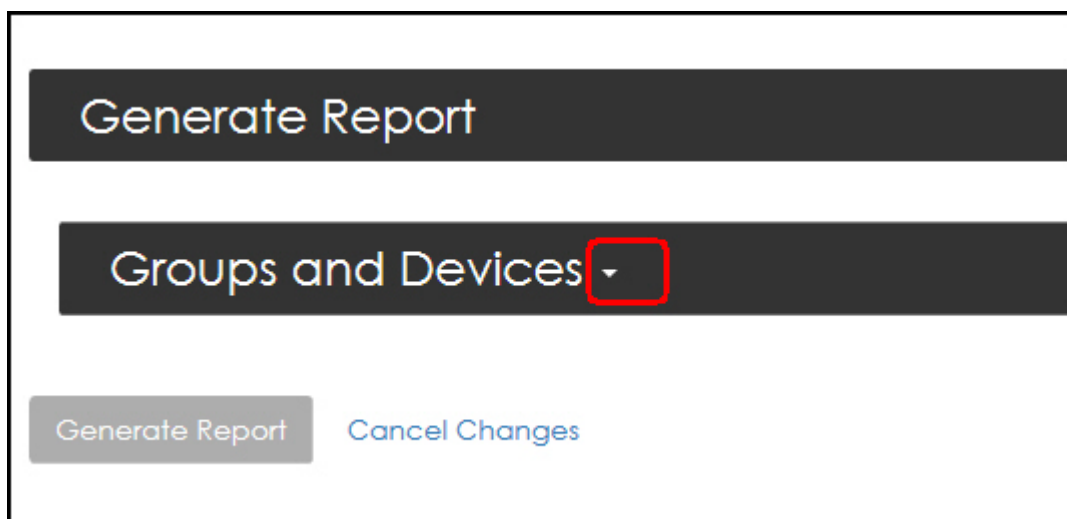 Generate Report
Groups and Devices
Generate Report Cancel Changes